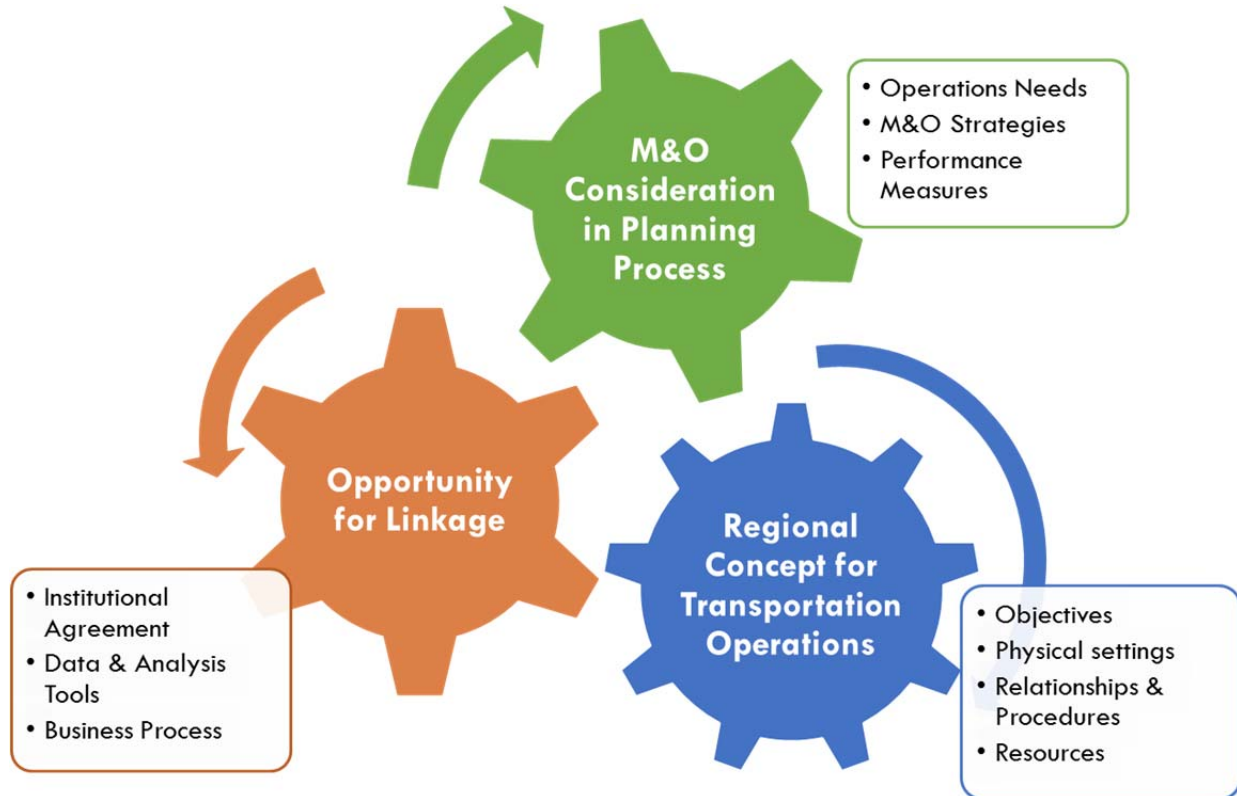 M&O
Consideration
in Planning
Process
• Operations Needs
• M&O Strategies
• Performance
Measures
Opportunity
for Linkage
• Institutional
Agreement
• Data & Analysis
Tools
• Business Process
Regional
Concept for
Transportation
Operations
• Objectives
• Physical settings
• Relationships &
Procedures
• Resources